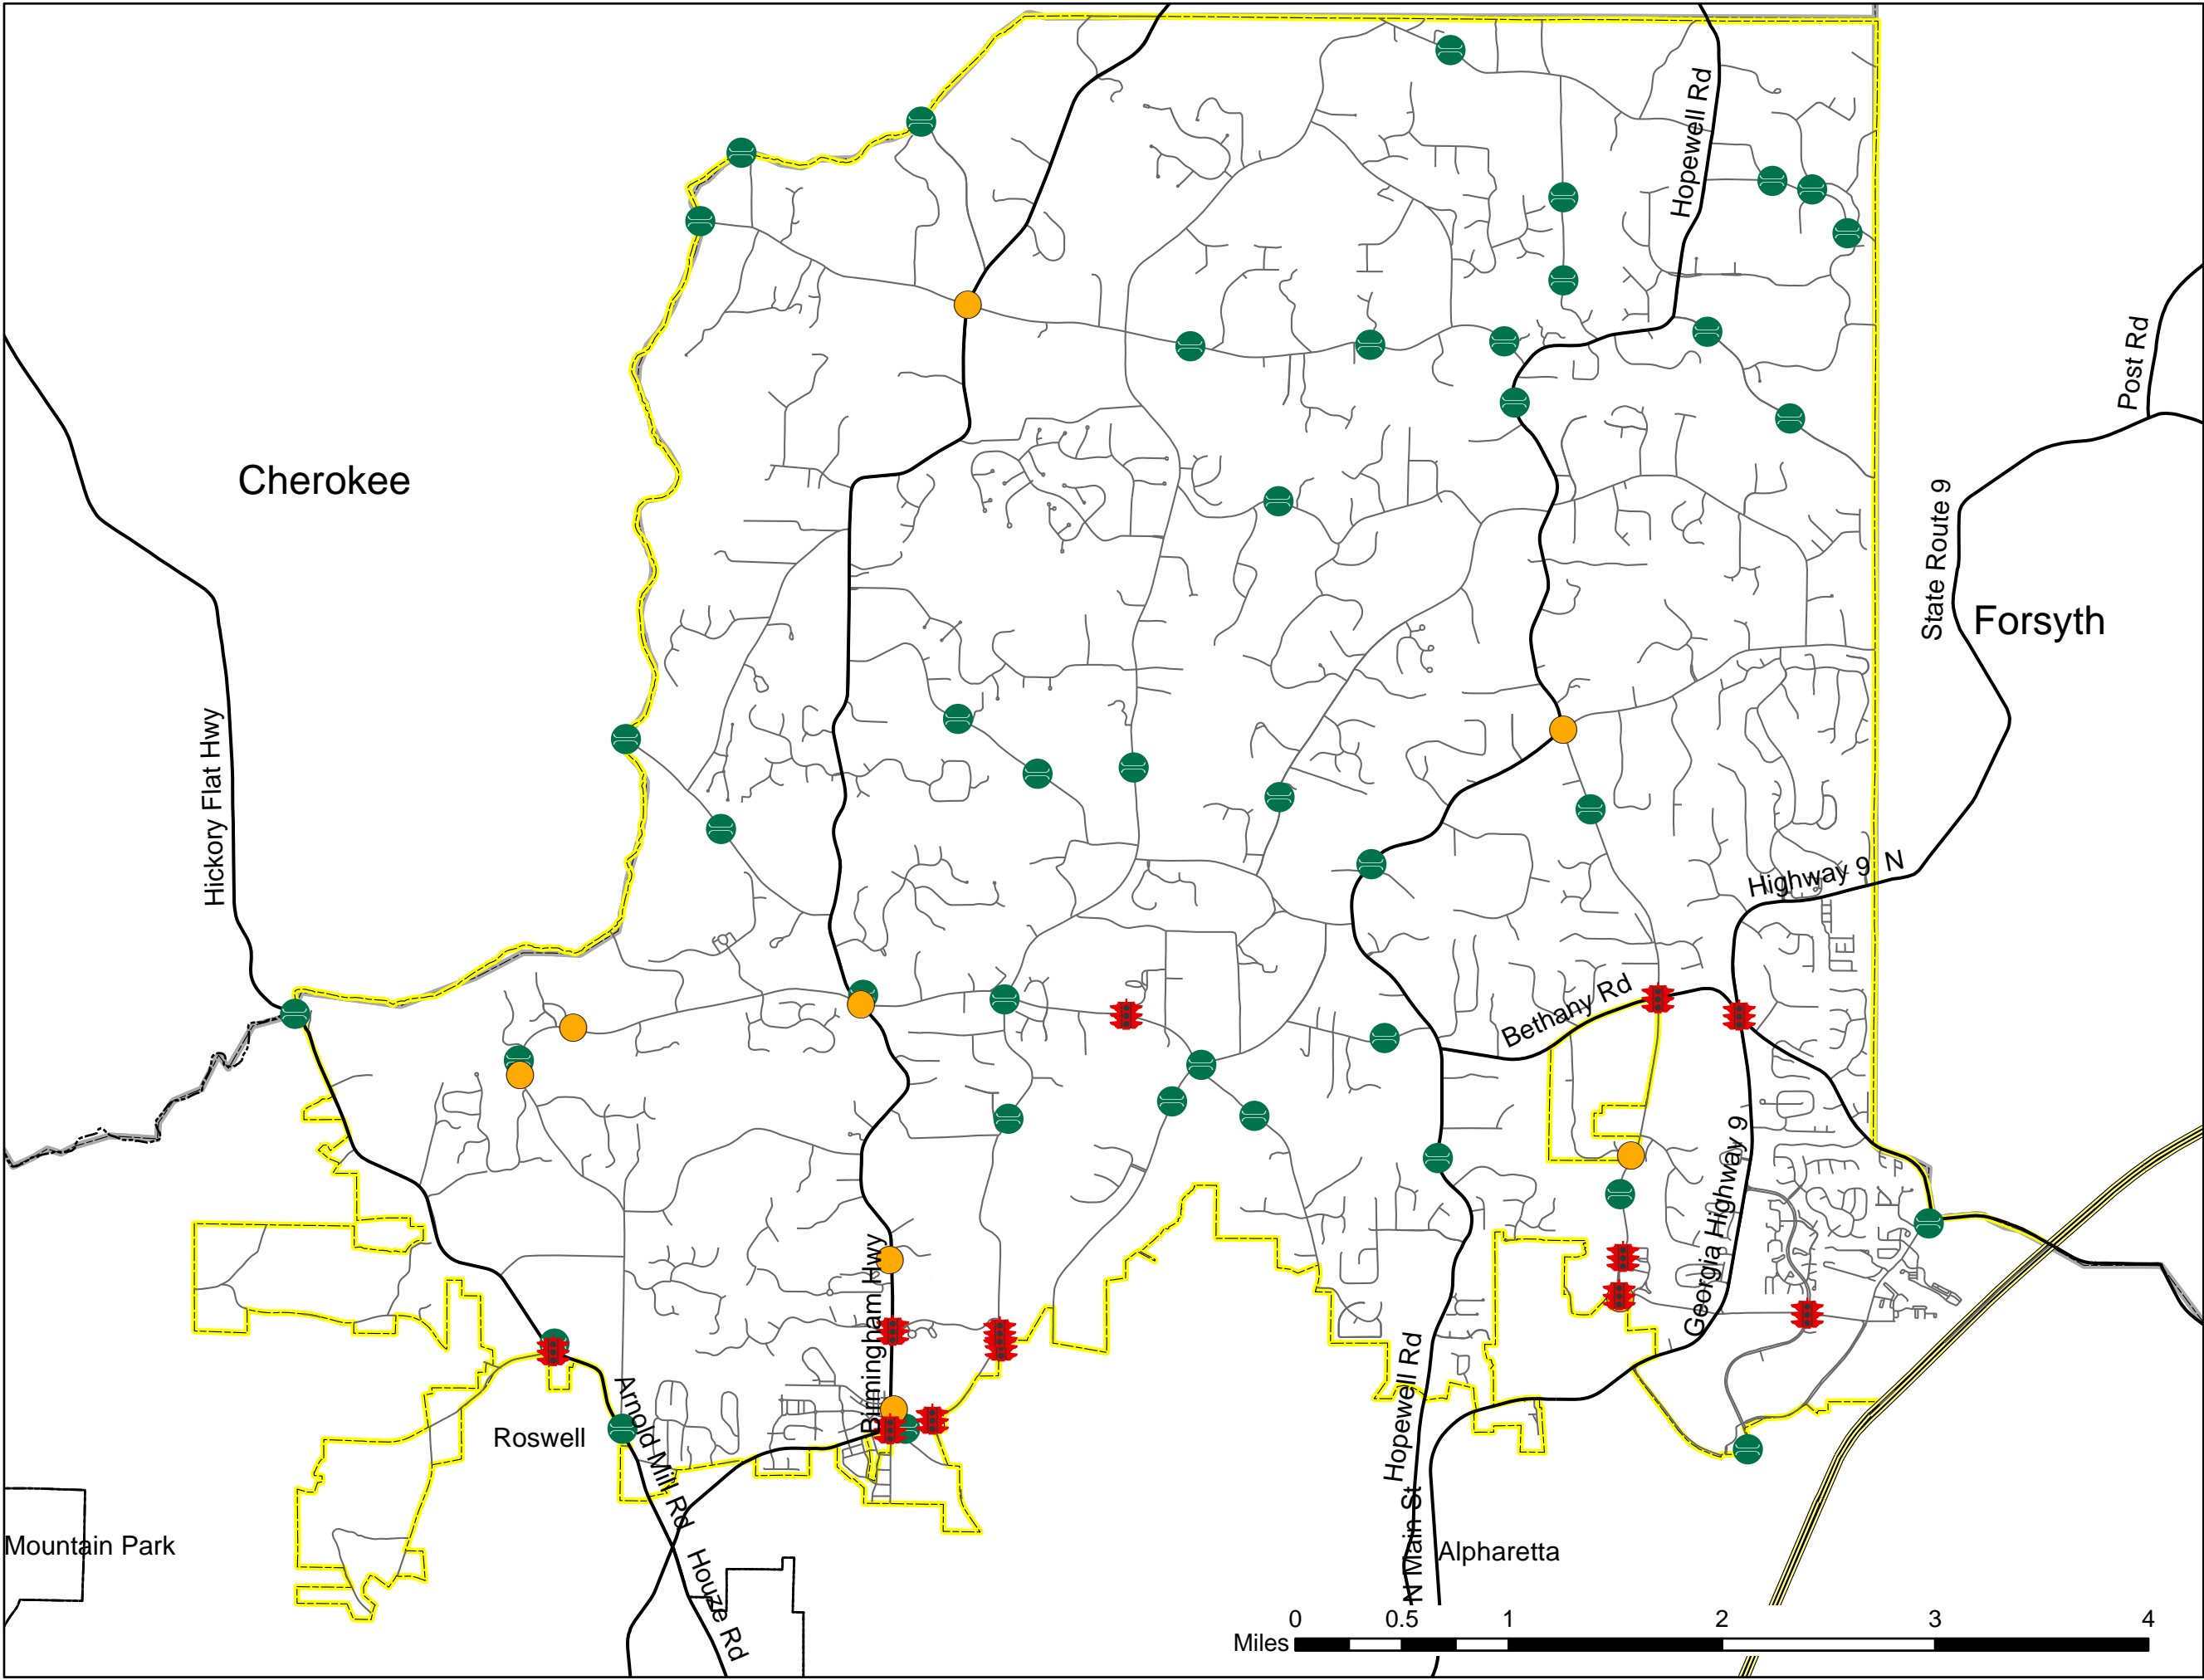 Hopewell Rd
Post Rd
Cherokee
State Route 9
Forsyth
Hickory Flat Hwy
Highway 9 N
Bethany Rd
Georgia Highway 9
Birmingham Hwy
Hopewell Rd
Arnold Mill Rd
Roswell
N Main St
Mountain Park
Alpharetta
Houze Rd
0 0.5 1 2 3 4
Miles